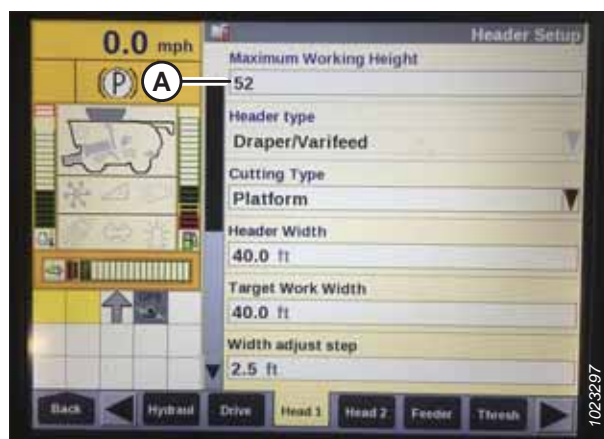 0.0 mph
Header Setup
Maximum Working Height
(P)
A
52
Header type
Draper/Varifeed
Cutting Type
Platform
Header Width
40.0 ft
Target Work Width
40.0 ft
Width adjust step
2.5 ft
Back
Hydraul
Drive
Head 1
Head 2
Feeder
Thresh
1023297